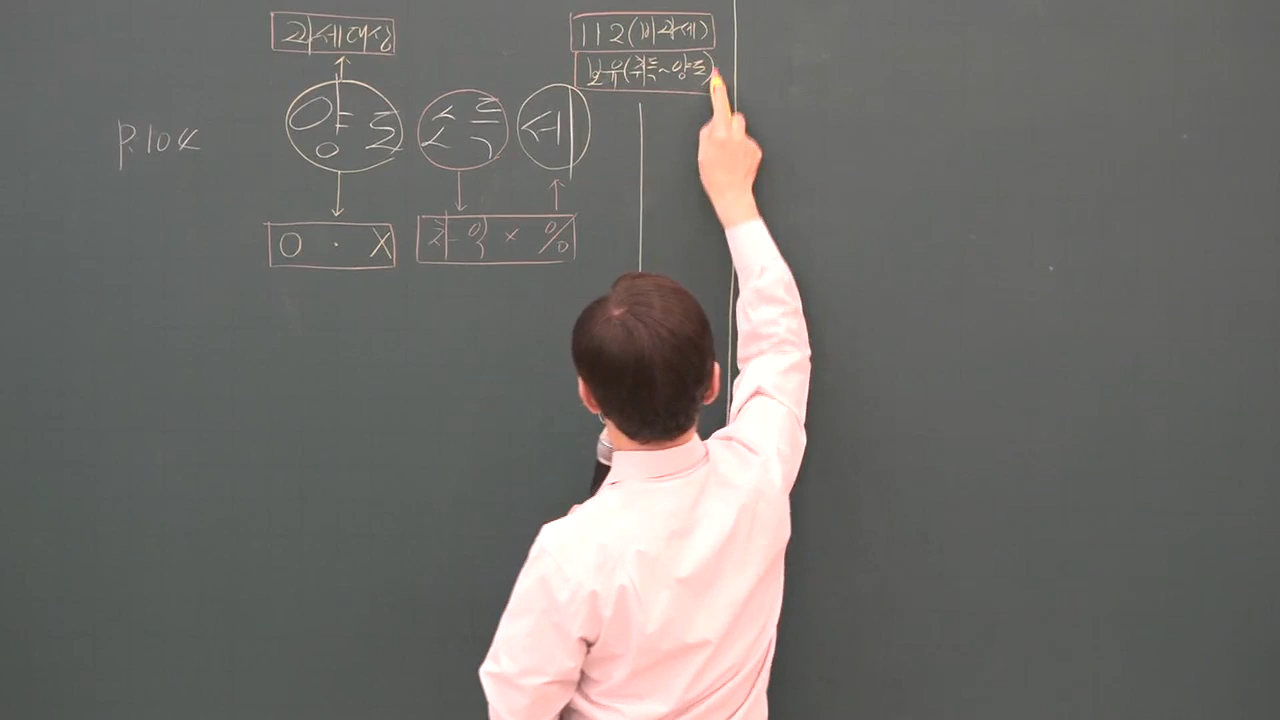 과세대상
112(비과세)
보유(취득~양도)
양도 소득 세
P.104
O · X
차익 × %